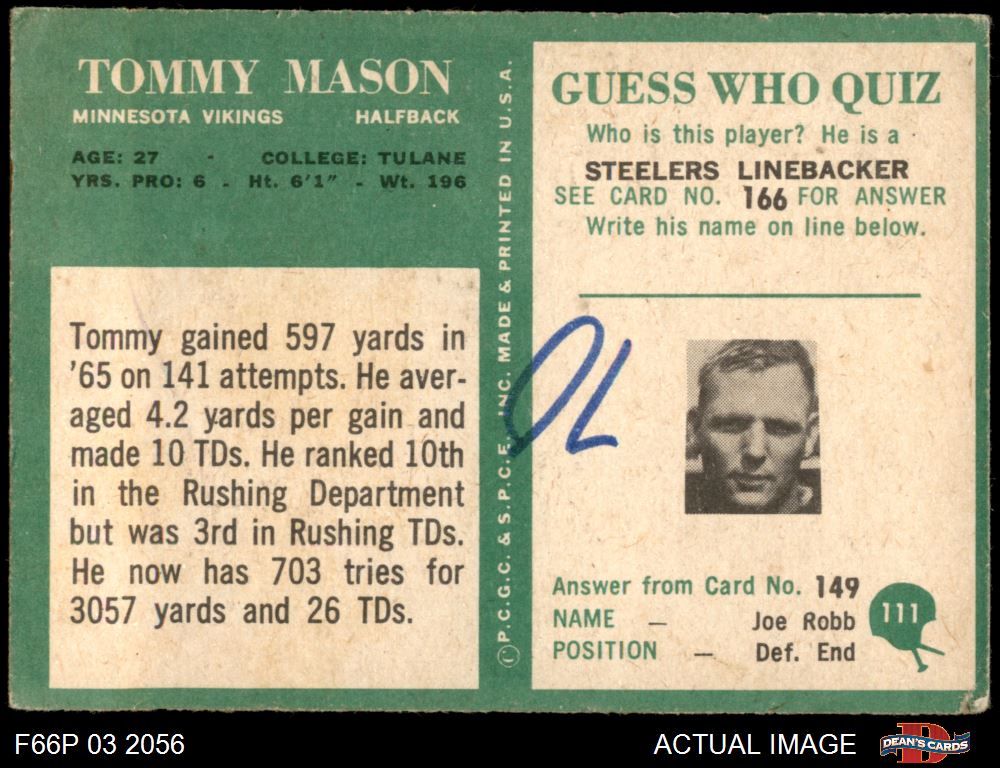 TOMMY MASON
MINNESOTA VIKINGS HALFBACK
AGE: 27 - COLLEGE: TULANE
YRS. PRO: 6 - Ht. 6'1" - Wt. 196
Tommy gained 597 yards in
'65 on 141 attempts. He aver-
aged 4.2 yards per gain and
made 10 TDs. He ranked 10th
in the Rushing Department
but was 3rd in Rushing TDs.
He now has 703 tries for
3057 yards and 26 TDs.
©P.C.G.C. & S.P.C.E., INC. MADE & PRINTED IN U.S.A.
GUESS WHO QUIZ
Who is this player? He is a
STEELERS LINEBACKER
SEE CARD NO. 166 FOR ANSWER
Write his name on line below.
OL
Answer from Card No. 149
NAME — Joe Robb
POSITION — Def. End
111
F66P 03 2056
ACTUAL IMAGE
DEAN'S CARDS